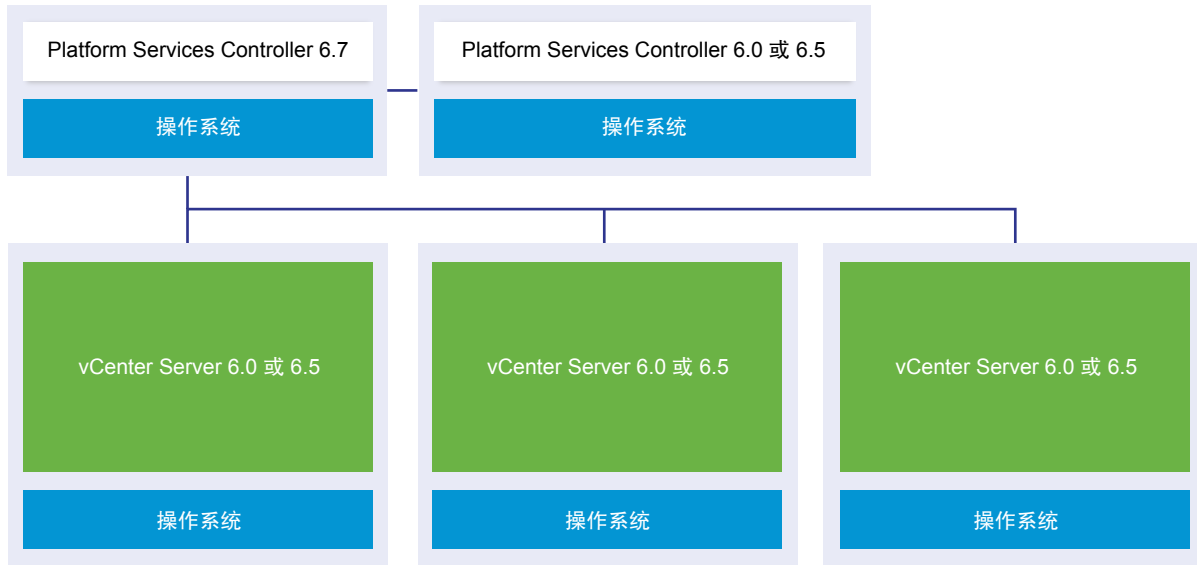 Platform Services Controller 6.7
Platform Services Controller 6.0 或 6.5
操作系统
操作系统
vCenter Server 6.0 或 6.5
vCenter Server 6.0 或 6.5
vCenter Server 6.0 或 6.5
操作系统
操作系统
操作系统